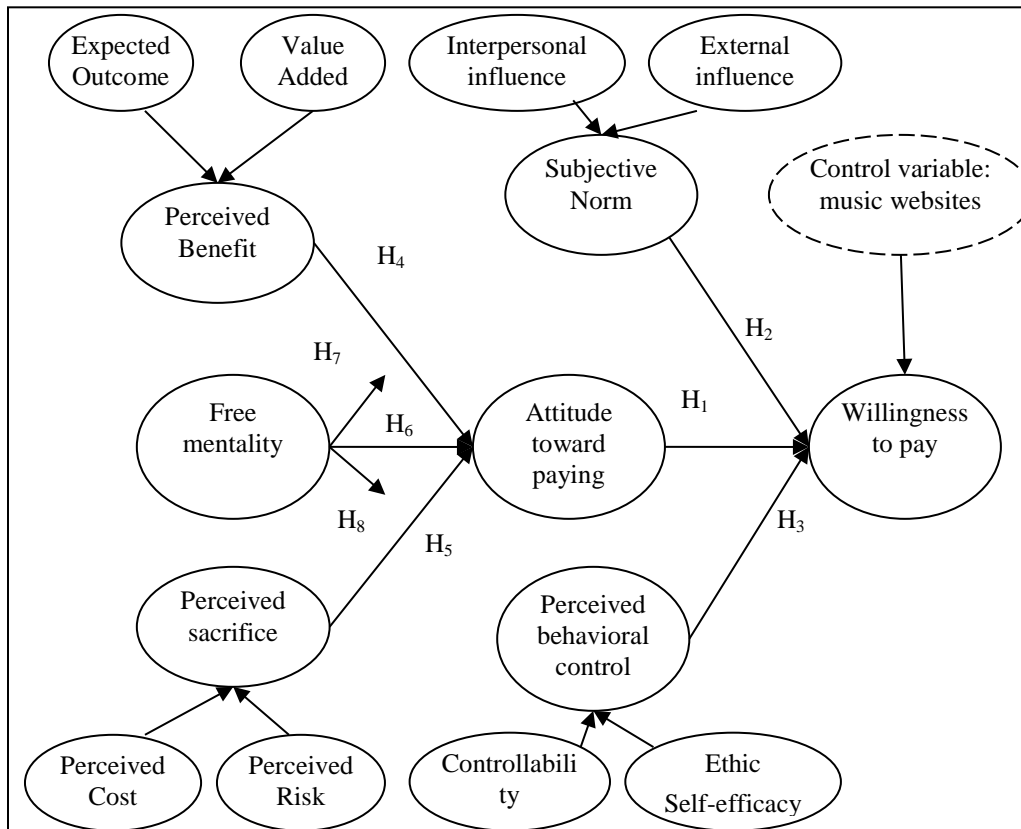 Expected
Outcome
Value
Added
Interpersonal
influence
External
influence
Subjective
Norm
Control variable:
music websites
Perceived
Benefit
H4
H2
H7
Free
mentality
H6
Attitude
toward
paying
H1
Willingness
to pay
H8
H5
H3
Perceived
sacrifice
Perceived
behavioral
control
Perceived
Cost
Perceived
Risk
Controllabili
ty
Ethic
Self-efficacy